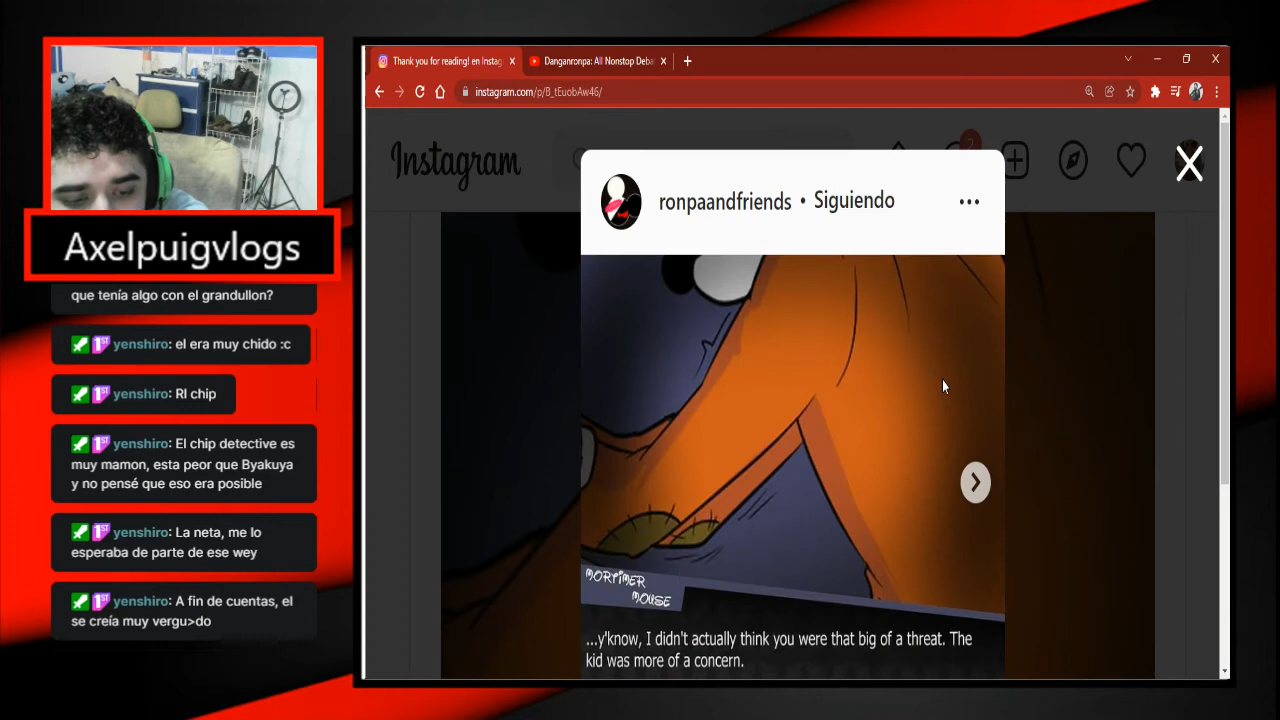 Axelpuigvlogs
que tenía algo con el grandullon?
yenshiro: el era muy chido :c
yenshiro: Rl chip
yenshiro: El chip detective es
muy mamon, esta peor que Byakuya
y no pensé que eso era posible
yenshiro: La neta, me lo
esperaba de parte de ese wey
yenshiro: A fin de cuentas, el
se creía muy vergu>do
Thank you for reading! en Instag
Danganronpa: All Nonstop Deba
instagram.com/p/B_tEuobAw46/
Instagram
2
ronpaandfriends • Siguiendo
MORTIMER
MOUSE
...y'know, I didn't actually think you were that big of a threat. The
kid was more of a concern.